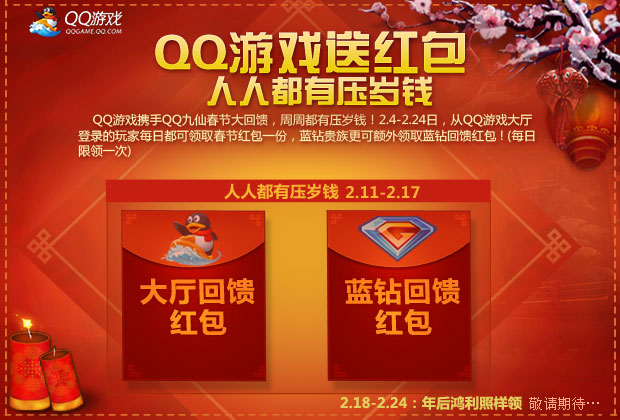 QQ游戏
QQGAME.QQ.COM
QQ游戏送红包
人人都有压岁钱
QQ游戏携手QQ九仙春节大回馈，周周都有压岁钱！2.4-2.24日，从QQ游戏大厅
登录的玩家每日都可领取春节红包一份，蓝钻贵族更可额外领取蓝钻回馈红包！(每日
限领一次)
人人都有压岁钱 2.11-2.17
大厅回馈
红包
蓝钻回馈
红包
2.18-2.24：年后鸿利照样领 敬请期待…